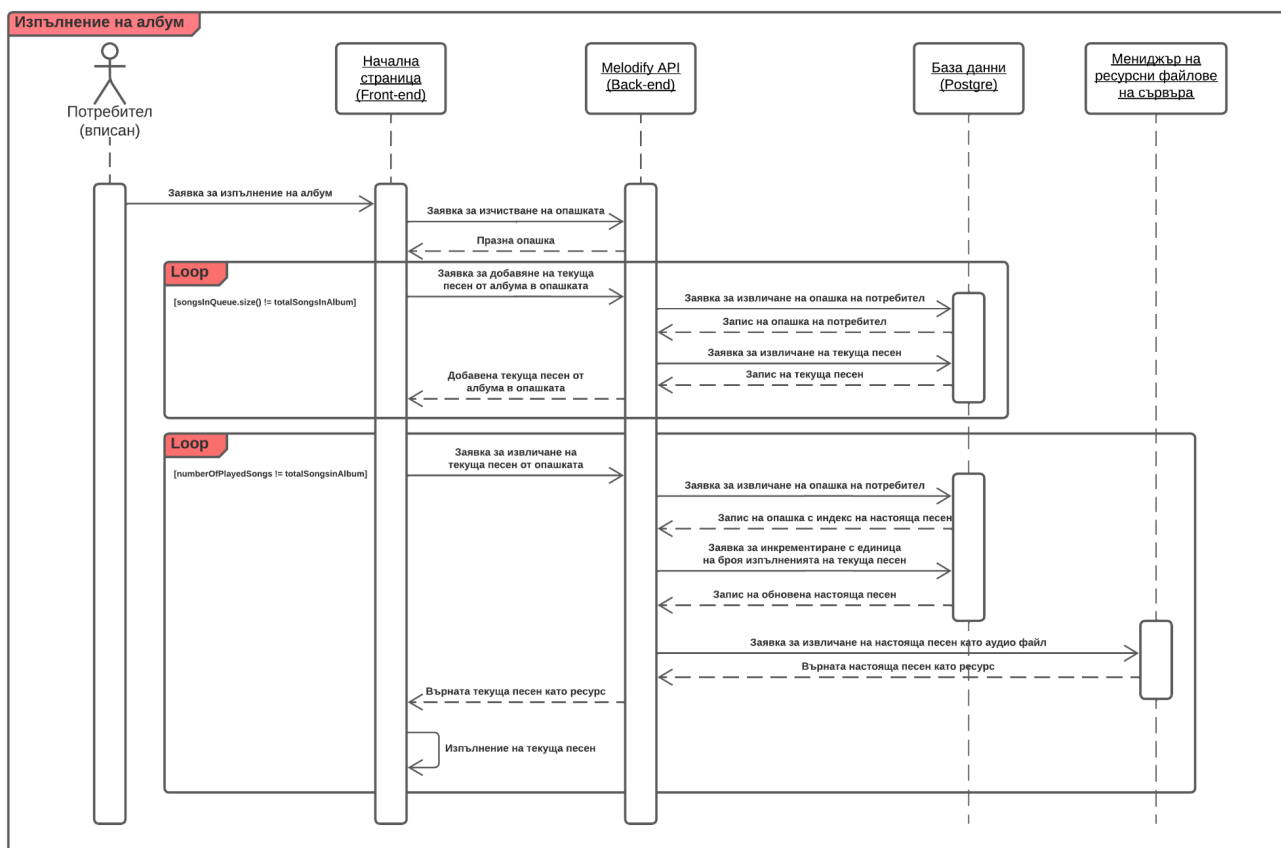 Изпълнение на албум
Потребител
(вписан)
Начална
страница
(Front-end)
Melodify API
(Back-end)
База данни
(Postgre)
Мениджър на
ресурсни файлове
на сървъра
Заявка за изпълнение на албум
Заявка за изчистване на опашката
Празна опашка
Loop
[songsInQueue.size() != totalSongsInAlbum]
Заявка за добавяне на текуща
песен от албума в опашката
Заявка за извличане на опашка на потребител
Запис на опашка на потребител
Заявка за извличане на текуща песен
Запис на текуща песен
Добавена текуща песен от
албума в опашката
Loop
[numberOfPlayedSongs != totalSongsinAlbum]
Заявка за извличане на
текуща песен от опашката
Заявка за извличане на опашка на потребител
Запис на опашка с индекс на настояща песен
Заявка за инкрементиране с единица
на броя изпълненията на текуща песен
Запис на обновена настояща песен
Заявка за извличане на настояща песен като аудио файл
Върната настояща песен като ресурс
Върната текуща песен като ресурс
Изпълнение на текуща песен